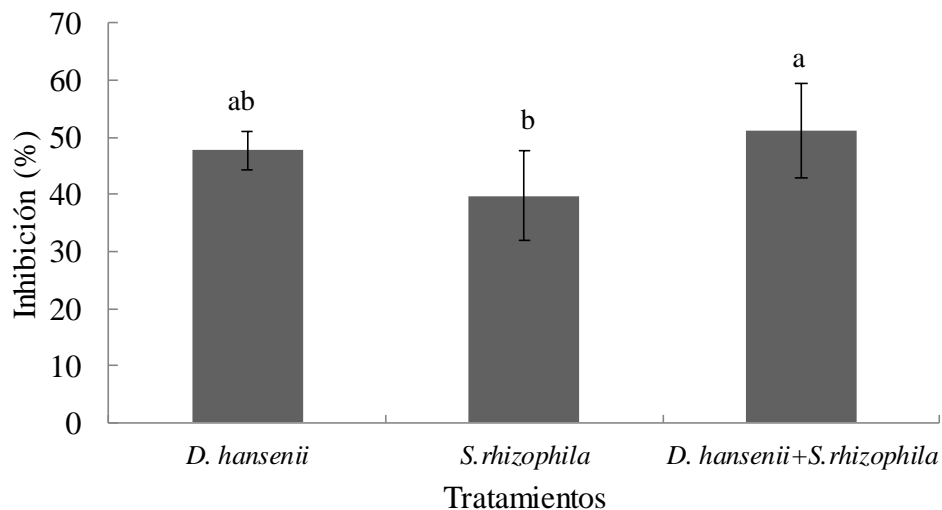 70
60
50
40
30
20
10
0
Inhibición (%)
ab
b
a
D. hansenii
S.rhizophila
D. hansenii+S.rhizophila
Tratamientos